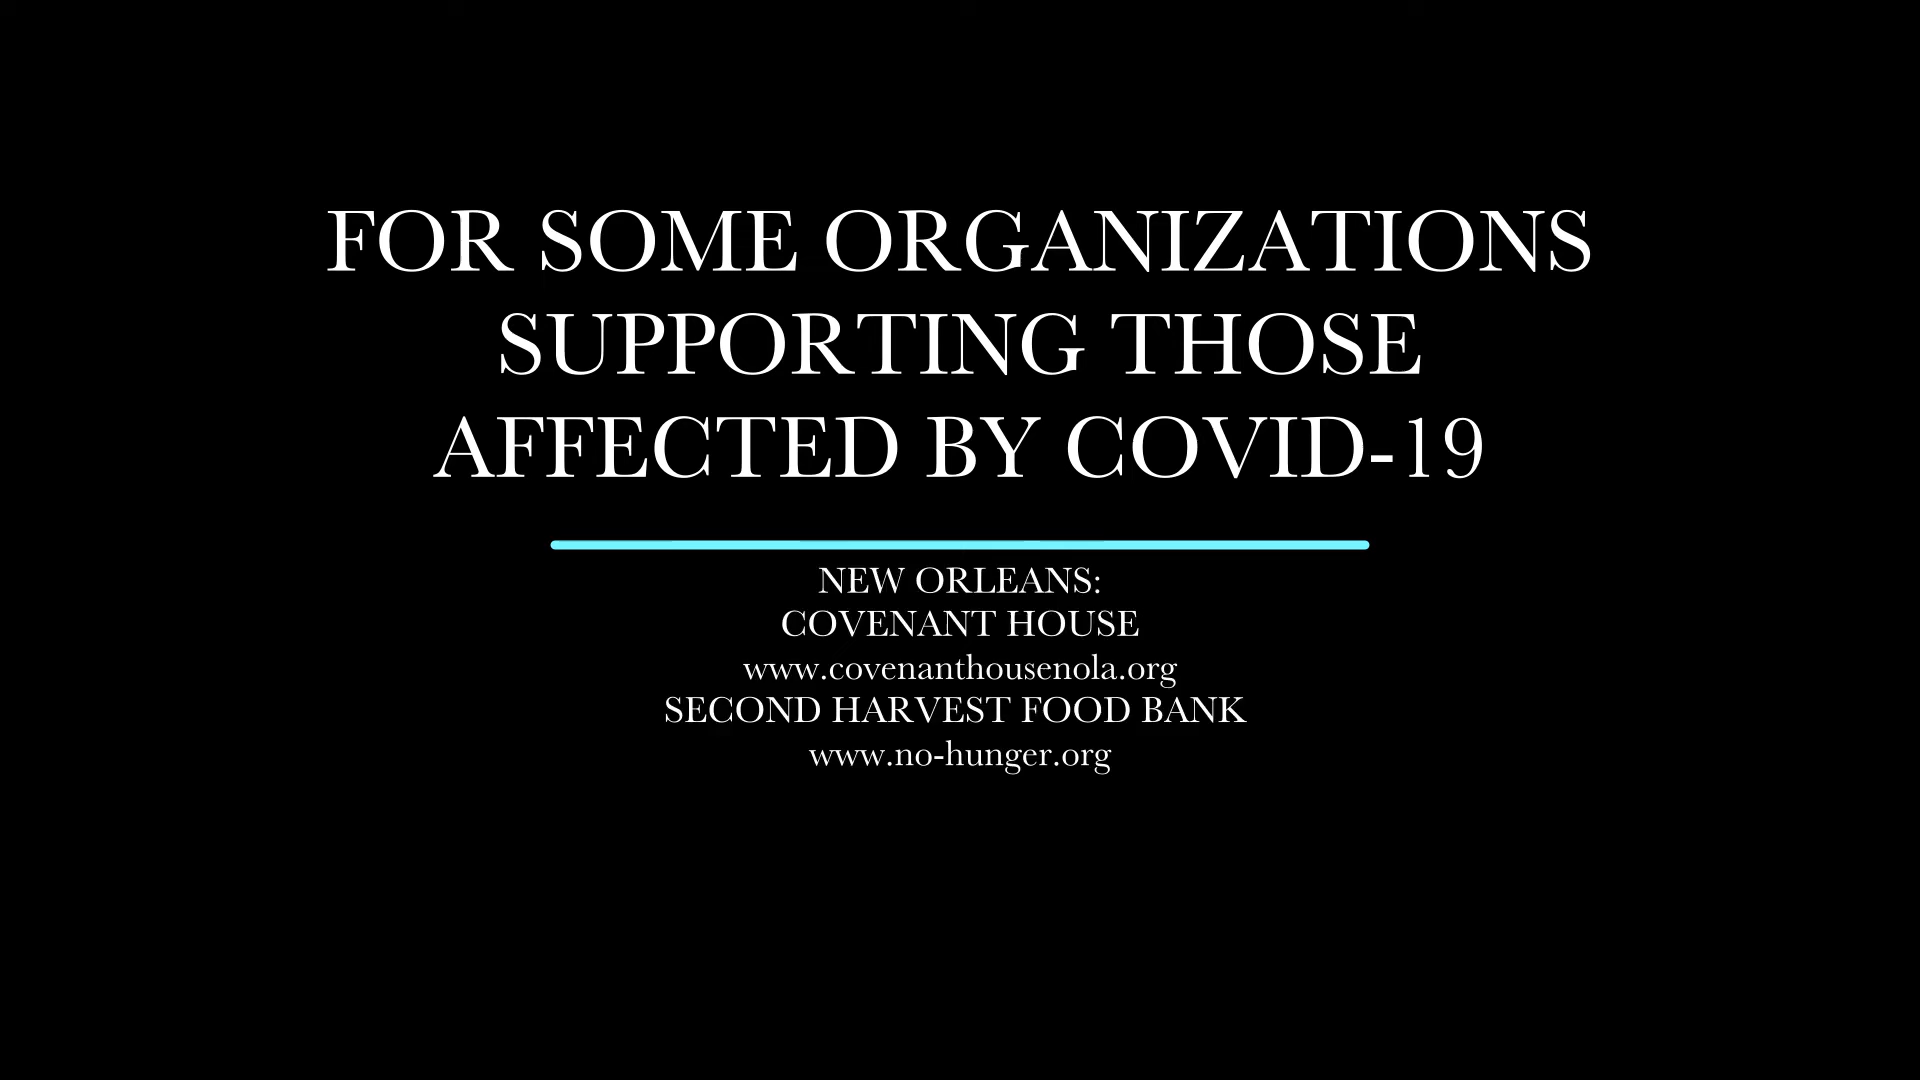 FOR SOME ORGANIZATIONS
SUPPORTING THOSE
AFFECTED BY COVID-19
NEW ORLEANS:
COVENANT HOUSE
www.covenanthousenola.org
SECOND HARVEST FOOD BANK
www.no-hunger.org